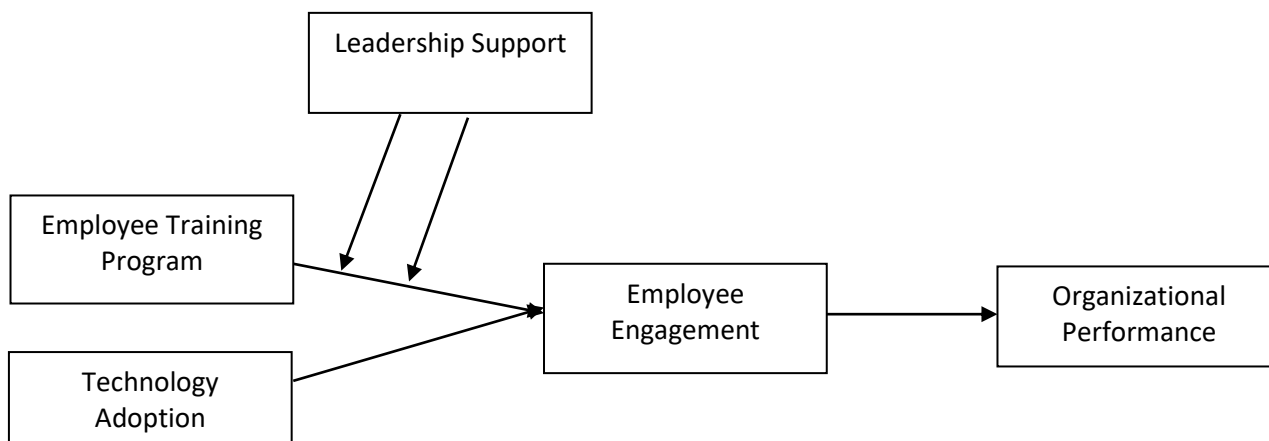 Leadership Support
Employee Training
Program
Technology
Adoption
Employee
Engagement
Organizational
Performance